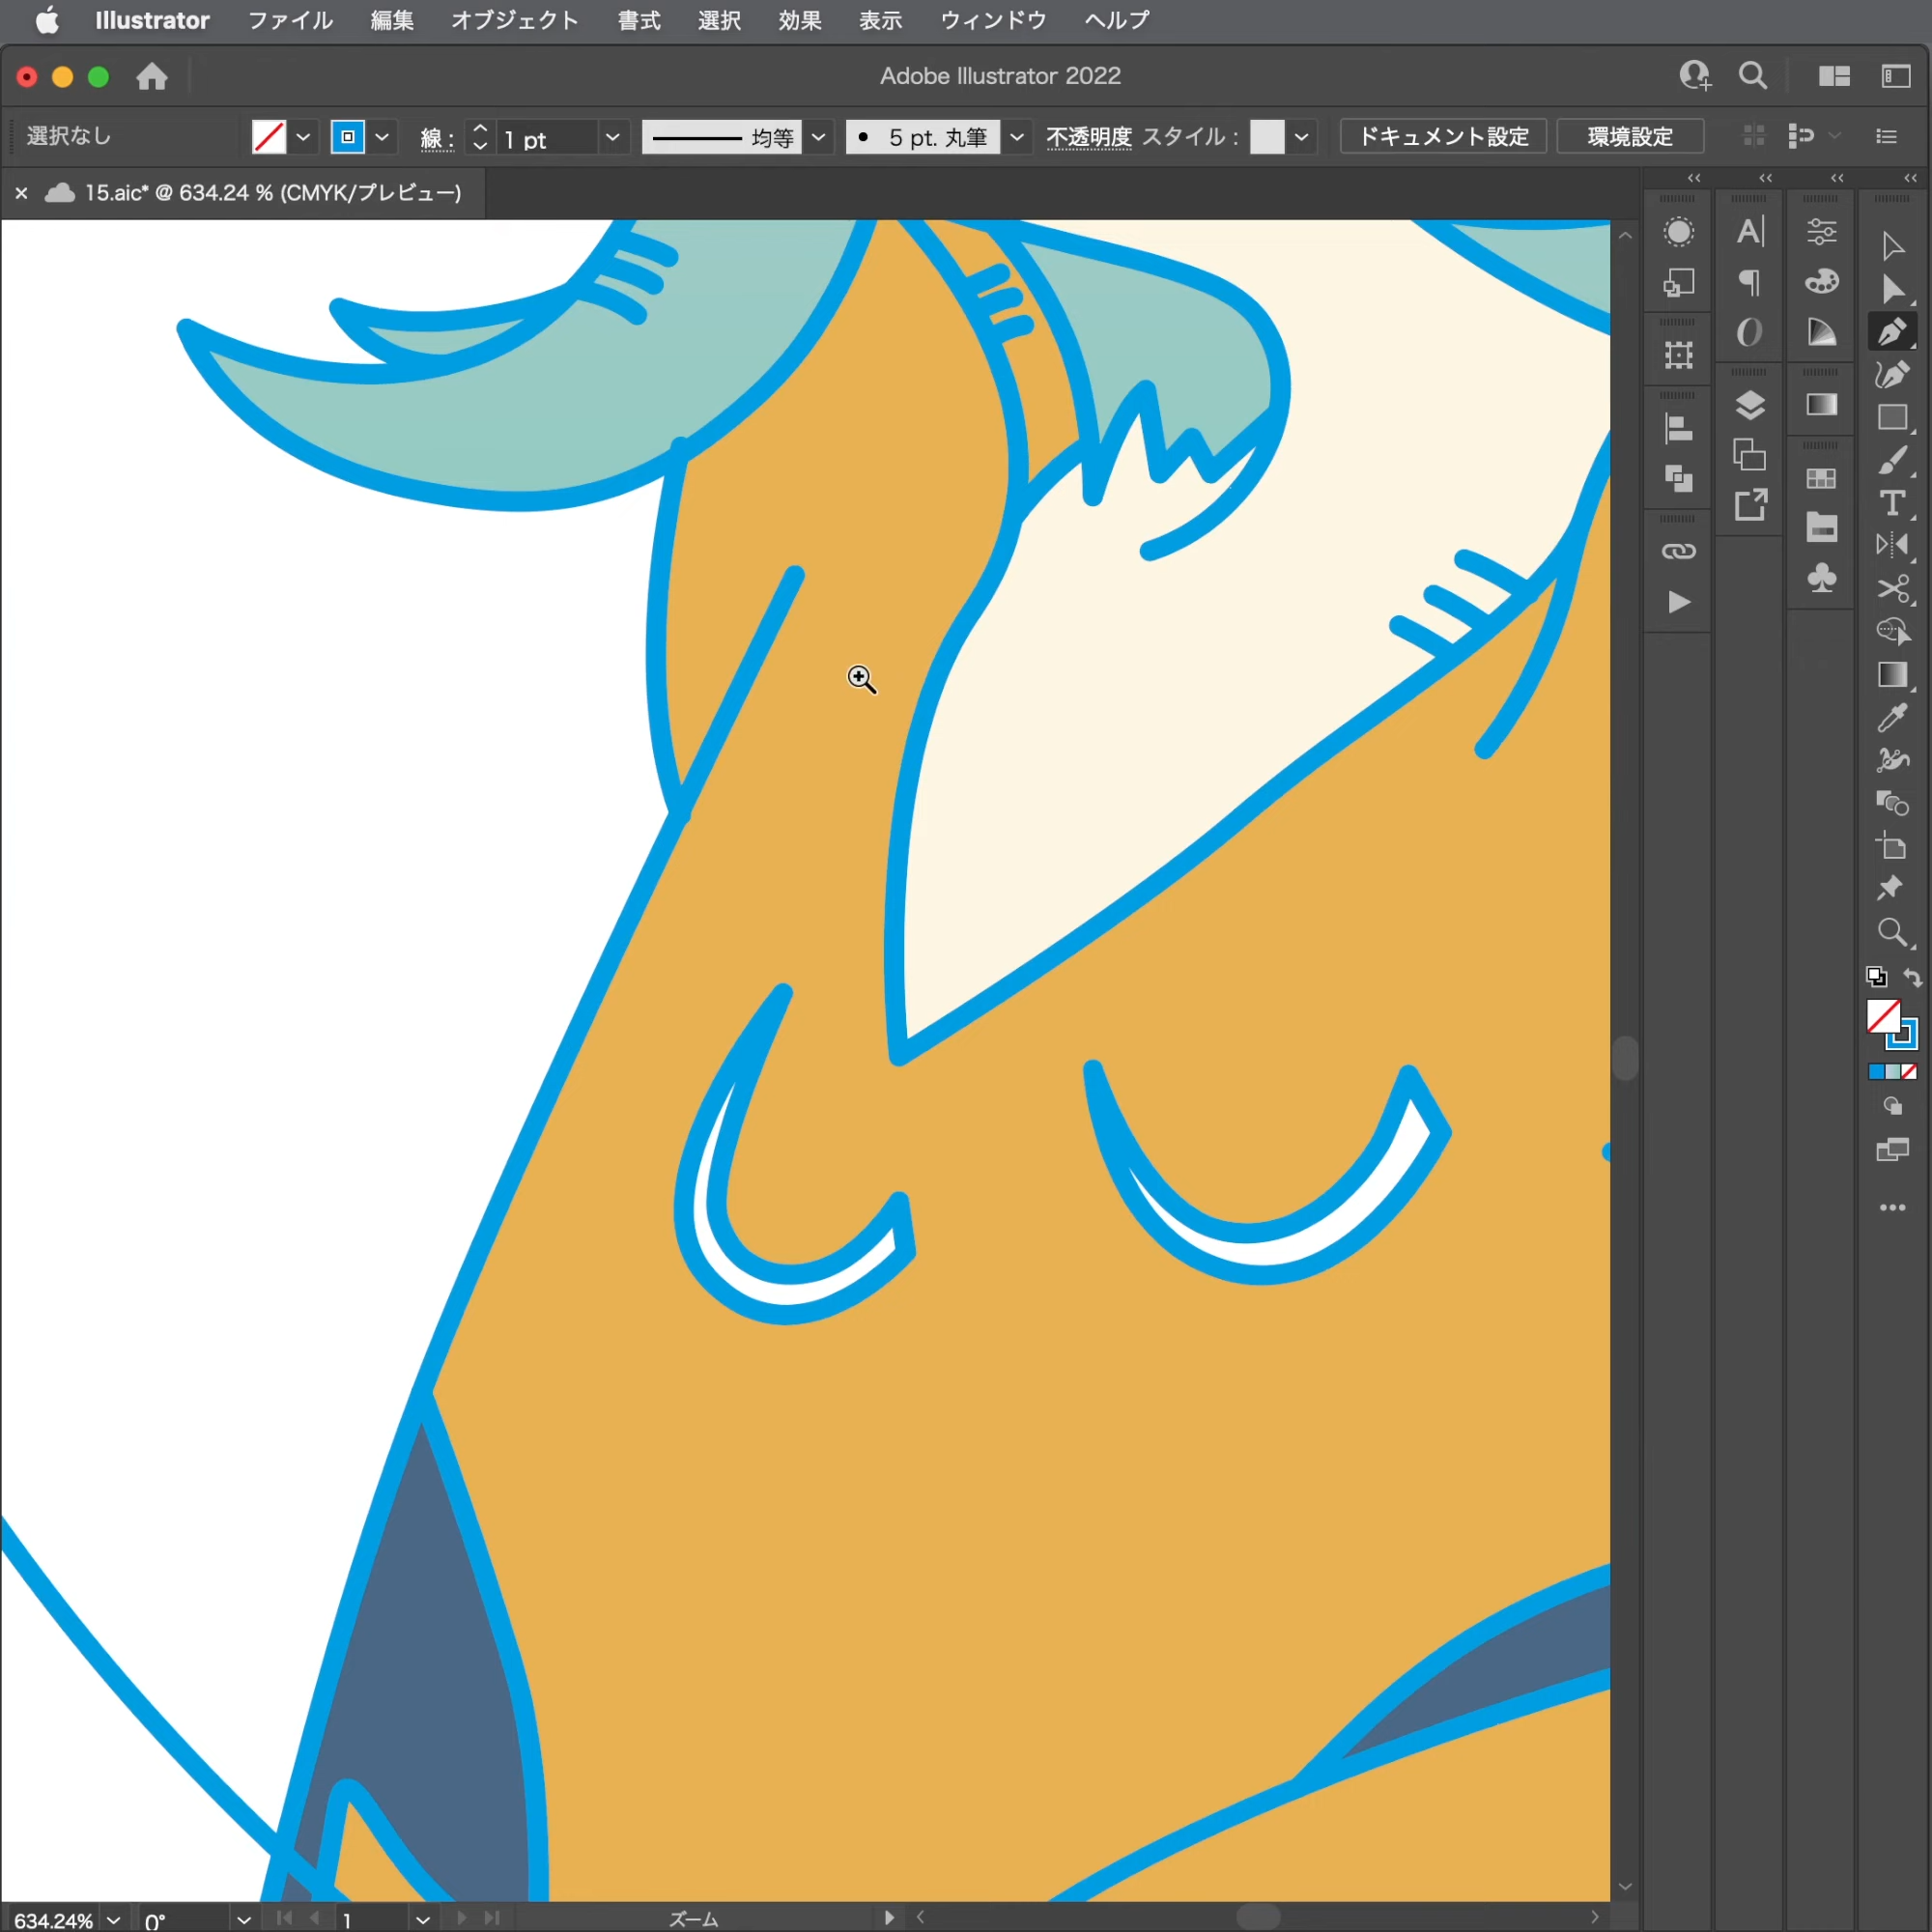 Illustrator ファイル 編集 オブジェクト 書式 選択 効果 表示 ウィンドウ ヘルプ
Adobe Illustrator 2022
選択なし 線 : 1 pt 均等 5 pt. 丸筆 不透明度 スタイル : ドキュメント設定 環境設定
15.aic* @ 634.24 % (CMYK/プレビュー)
634.24% 0° 1 ズーム